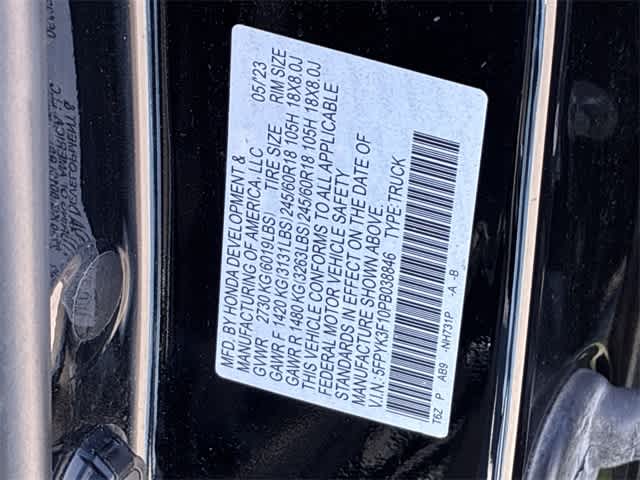 MFD. BY HONDA DEVELOPMENT &
MANUFACTURING OF AMERICA, LLC 05/23
GVWR 2730 KG(6019LBS) TIRE SIZE RIM SIZE
GAWR F 1420 KG(3131LBS) 245/60R18 105H 18X8.0J
GAWR R 1480 KG(3263LBS) 245/60R18 105H 18X8.0J
THIS VEHICLE CONFORMS TO ALL APPLICABLE
FEDERAL MOTOR VEHICLE SAFETY
STANDARDS IN EFFECT ON THE DATE OF
MANUFACTURE SHOWN ABOVE.
V.I.N: 5FPYK3F10PB038846 TYPE:TRUCK
T6Z P AB9 -NH731P -A -B